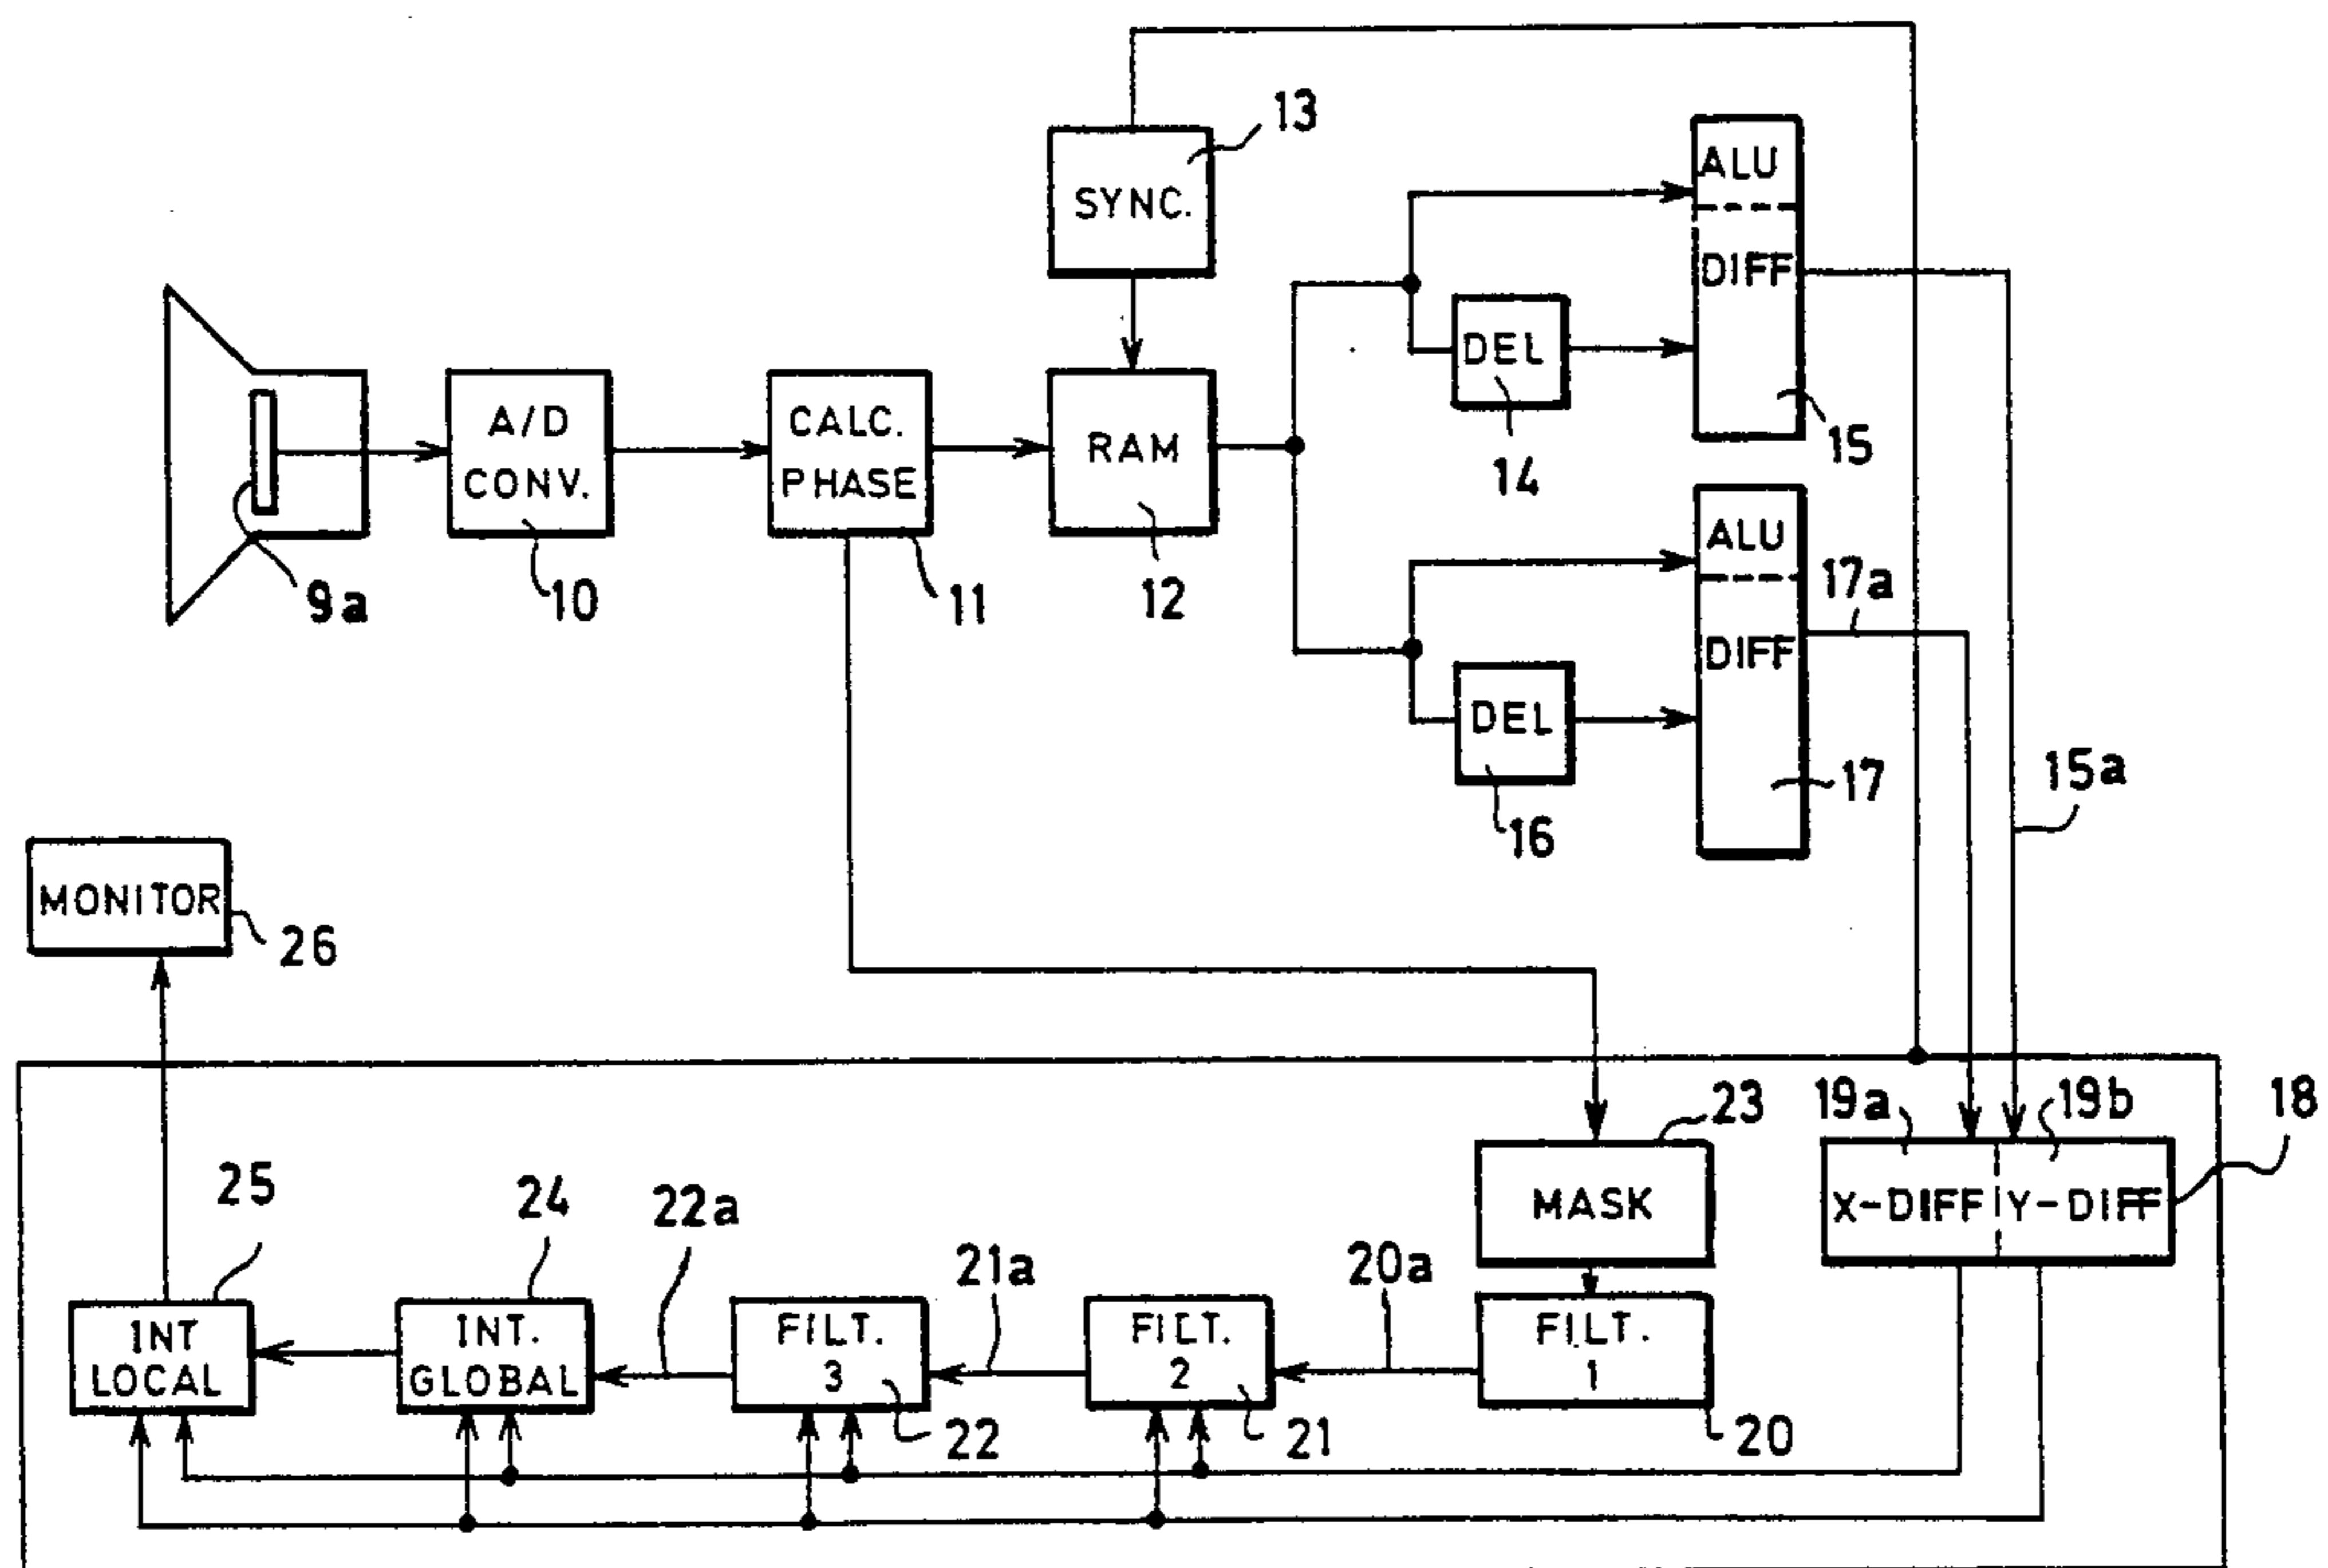 13
SYNC.
ALU
DIFF
DEL
14
15
A/D
CONV.
10
CALC.
PHASE
11
RAM
12
9a
ALU
DIFF
17a
DEL
16
17
15a
MONITOR
26
23
19a
19b
18
MASK
X-DIFF
Y-DIFF
25
24
22a
21a
20a
INT
LOCAL
INT.
GLOBAL
FILT.
3
22
FILT.
2
21
FILT.
1
20